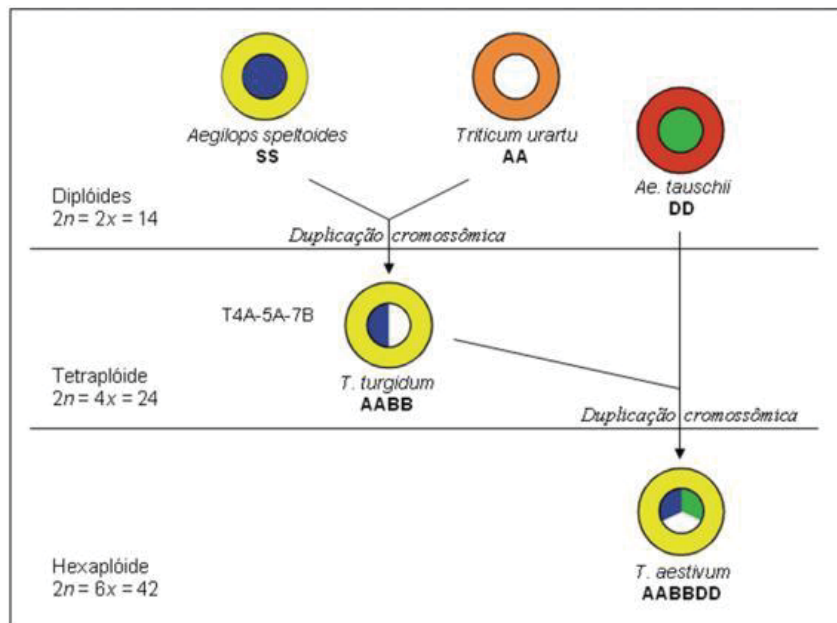 Aegilops speltoides
SS
Triticum urartu
AA
Ae. tauschii
DD
Diplóides
2n = 2x = 14
Duplicação cromossômica
T4A-5A-7B
T. turgidum
AABB
Tetraplóide
2n = 4x = 24
Duplicação cromossômica
T. aestivum
AABBDD
Hexaplóide
2n = 6x = 42